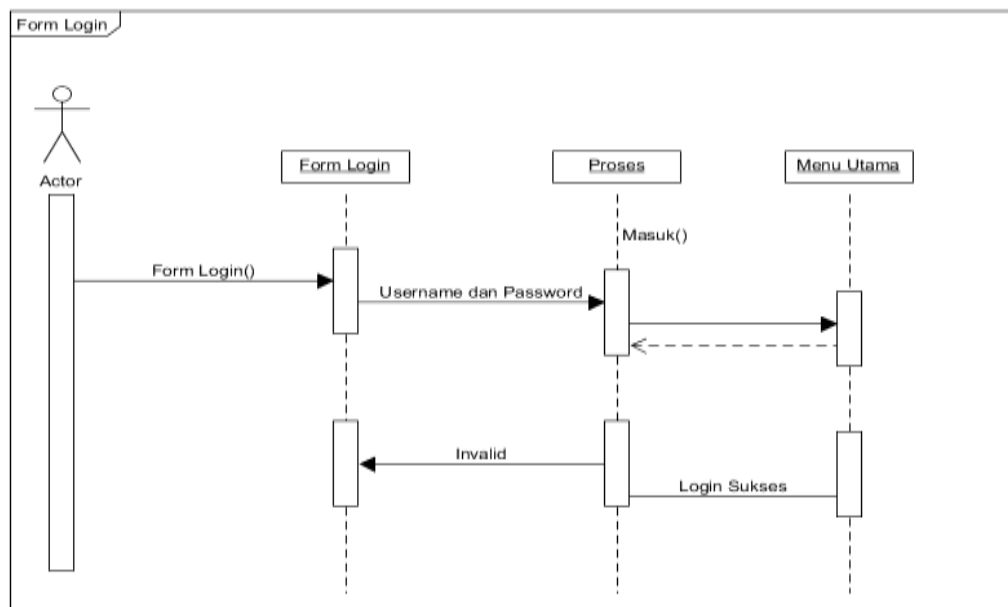 Form Login
Actor
Form Login
Proses
Menu Utama
Masuk()
Form Login()
Username dan Password
Invalid
Login Sukses